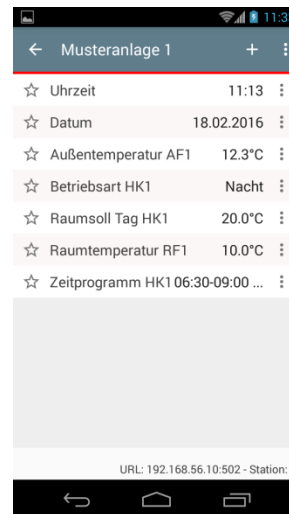 11:3
Musteranlage 1
Uhrzeit 11:13
Datum 18.02.2016
Außentemperatur AF1 12.3°C
Betriebsart HK1 Nacht
Raumsoll Tag HK1 20.0°C
Raumtemperatur RF1 10.0°C
Zeitprogramm HK1 06:30-09:00 ...
URL: 192.168.56.10:502 - Station: